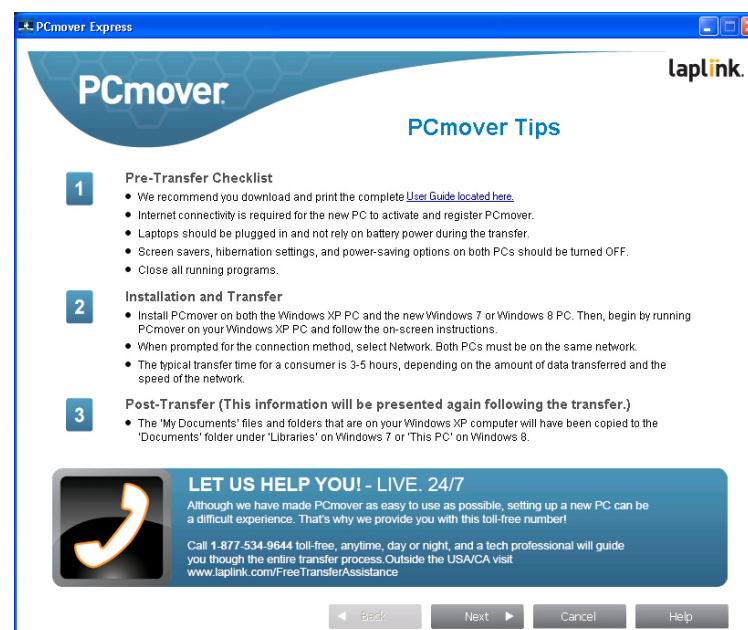 PCmover Express
laplink.
PCmover
PCmover Tips
1
Pre-Transfer Checklist
• We recommend you download and print the complete User Guide located here.
• Internet connectivity is required for the new PC to activate and register PCmover.
• Laptops should be plugged in and not rely on battery power during the transfer.
• Screen savers, hibernation settings, and power-saving options on both PCs should be turned OFF.
• Close all running programs.
2
Installation and Transfer
• Install PCmover on both the Windows XP PC and the new Windows 7 or Windows 8 PC. Then, begin by running
PCmover on your Windows XP PC and follow the on-screen instructions.
• When prompted for the connection method, select Network. Both PCs must be on the same network.
• The typical transfer time for a consumer is 3-5 hours, depending on the amount of data transferred and the
speed of the network.
3
Post-Transfer (This information will be presented again following the transfer.)
• The 'My Documents' files and folders that are on your Windows XP computer will have been copied to the
'Documents' folder under 'Libraries' on Windows 7 or 'This PC' on Windows 8.
LET US HELP YOU! - LIVE. 24/7
Although we have made PCmover as easy to use as possible, setting up a new PC can be
a difficult experience. That's why we provide you with this toll-free number!
Call 1-877-534-9644 toll-free, anytime, day or night, and a tech professional will guide
you though the entire transfer process.Outside the USA/CA visit
www.laplink.com/FreeTransferAssistance
Back
Next
Cancel
Help